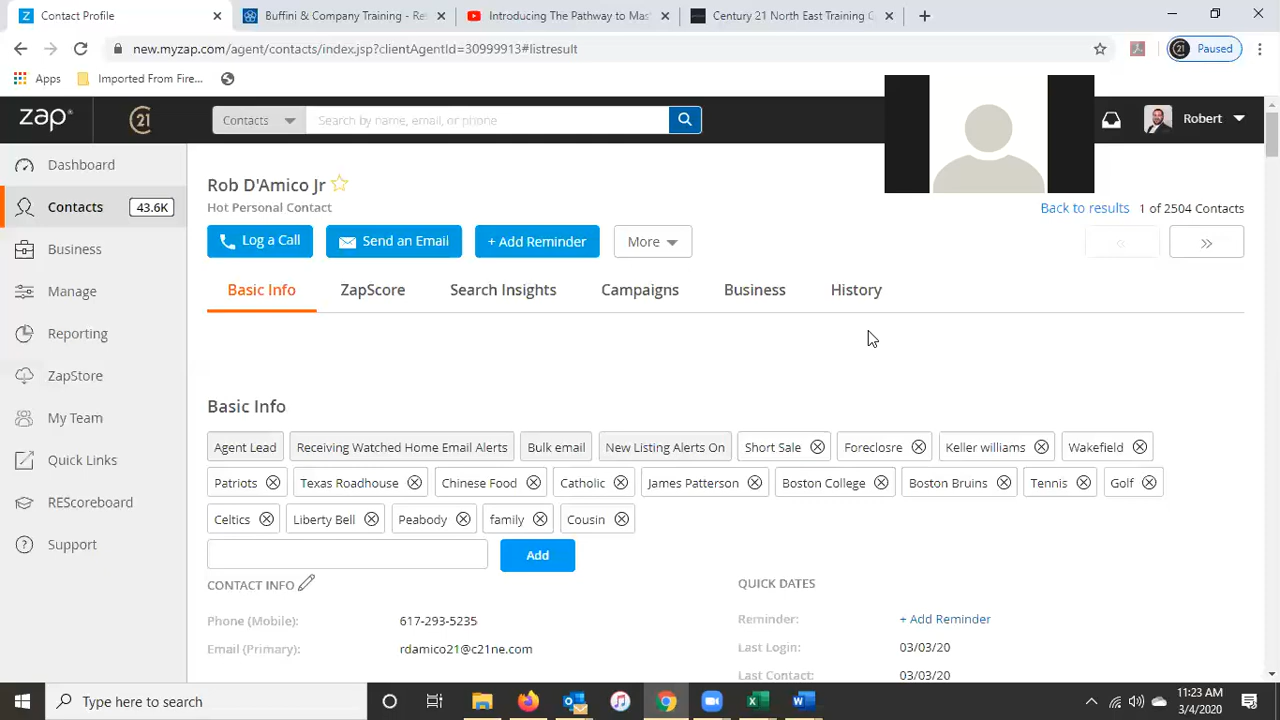 Contact Profile
Buffini & Company Training - Re
Introducing The Pathway to Mas
Century 21 North East Training C
new.myzap.com/agent/contacts/index.jsp?clientAgentId=30999913#listresult
21 Paused
Apps
Imported From Fire...
zap
21
Contacts
Search by name, email, or phone
Robert
Dashboard
Contacts 43.6K
Business
Manage
Reporting
ZapStore
My Team
Quick Links
REScoreboard
Support
Rob D'Amico Jr
Hot Personal Contact
Back to results 1 of 2504 Contacts
Log a Call Send an Email + Add Reminder More
Basic Info ZapScore Search Insights Campaigns Business History
Basic Info
Agent Lead Receiving Watched Home Email Alerts Bulk email New Listing Alerts On Short Sale Foreclosre Keller williams Wakefield
Patriots Texas Roadhouse Chinese Food Catholic James Patterson Boston College Boston Bruins Tennis Golf
Celtics Liberty Bell Peabody family Cousin
Add
CONTACT INFO
Phone (Mobile): 617-293-5235
Email (Primary): rdamico21@c21ne.com
QUICK DATES
Reminder: + Add Reminder
Last Login: 03/03/20
Last Contact: 03/03/20
Type here to search
11:23 AM
3/4/2020